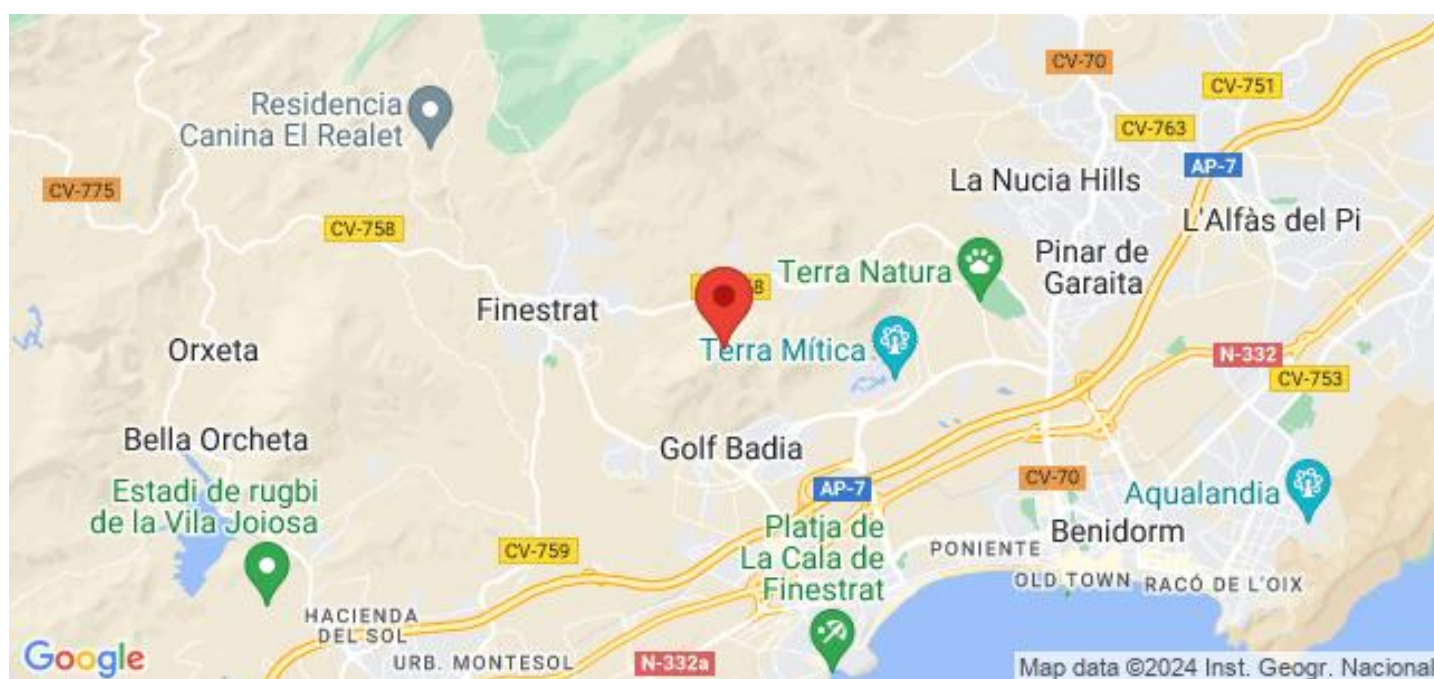 CV-70
CV-751
Residencia
Canina El Realet
CV-763
AP-7
La Nucia Hills
CV-775
L'Alfàs del Pi
CV-758
Pinar de
Garaita
Terra Natura
8
Finestrat
Orxeta
Terra Mítica
N-332
CV-753
Bella Orcheta
Golf Badia
Estadi de rugbi
de la Vila Joiosa
AP-7
CV-70
Aqualandia
Platja de
La Cala de
Finestrat
Benidorm
CV-759
PONIENTE
OLD TOWN
RACÓ DE L'OIX
HACIENDA
DEL SOL
URB. MONTESOL
N-332a
Google
Map data ©2024 Inst. Geogr. Nacional